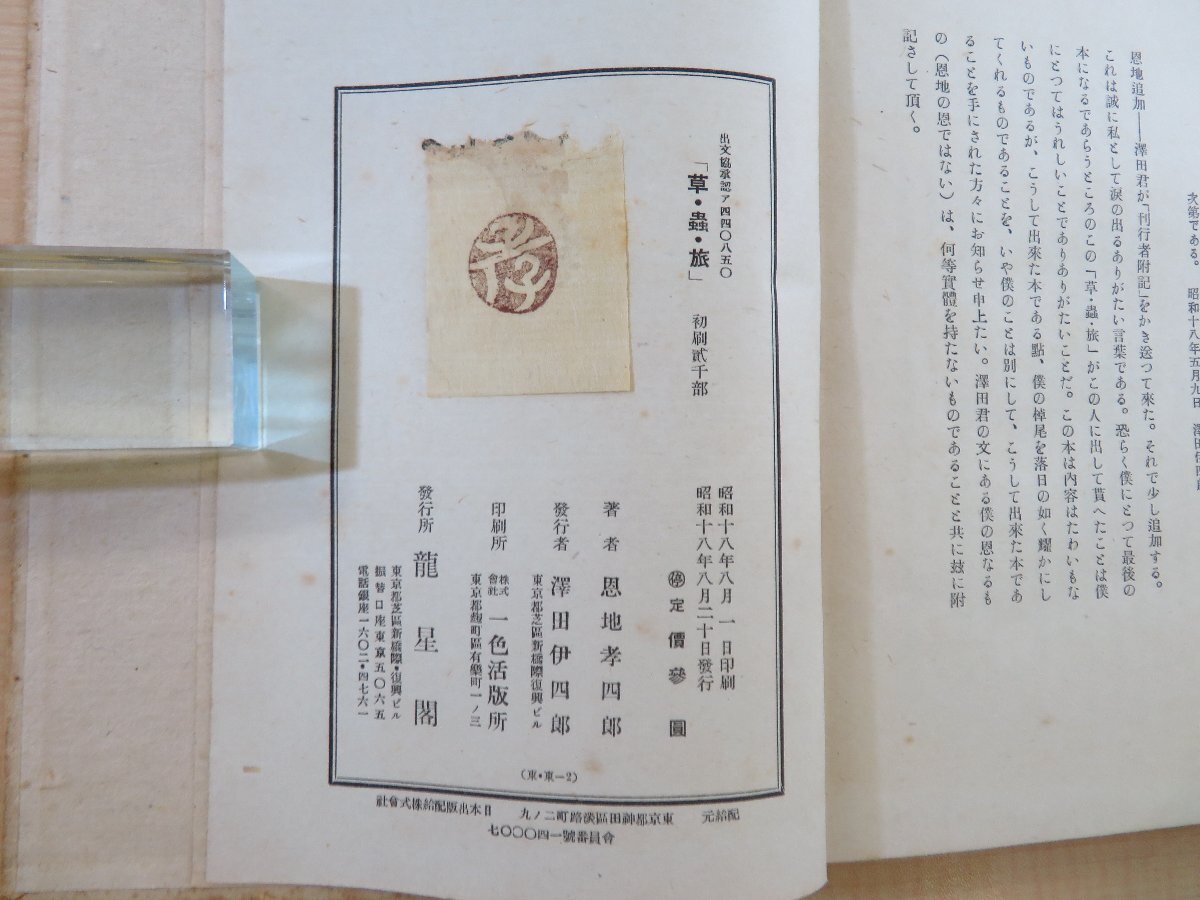 次第である。 昭和十八年五月九日 澤田伊四郎
恩地追加――澤田君が「刊行者附記」をかき送つて來た。それで少し追加する。
これは誠に私として涙の出るありがたい言葉である。恐らく僕にとつて最後の
本になるであらうところのこの「草・蟲・旅」がこの人に出して貰へたことは僕
にとつてはうれしいことでありありがたいことだ。この本は內容はたわいもな
いものであるが、こうして出來た本である點、僕の掉尾を落日の如く耀かにし
てくれるものであることを、いや僕のことは別にして、こうして出來た本であ
ることを手にされた方々にお知らせ申上たい。澤田君の文にある僕の恩なるも
の（恩地の恩ではない）は、何等實體を持たないものであることと共に玆に附
記さして頂く。
出文協承認ア四四〇八五〇
「草・蟲・旅」 初刷貳千部
孝
昭和十八年八月 一 日印刷
昭和十八年八月二十日發行
㊡定價參圓
著者 恩地孝四郎
發行者 澤田伊四郎
東京都芝區新橋際復興ビル
印刷所 株式會社 一色活版所
東京都麴町區有樂町一ノ三
發行所 龍星閣
東京都芝區新橋際・復興ビル
振替口座東京五〇六五
電話銀座一六〇二・四七六一
（東・東―2）
配給元 東京都神田區淡路町二ノ九 日本出版配給株式會社
會員番號一四〇〇〇七